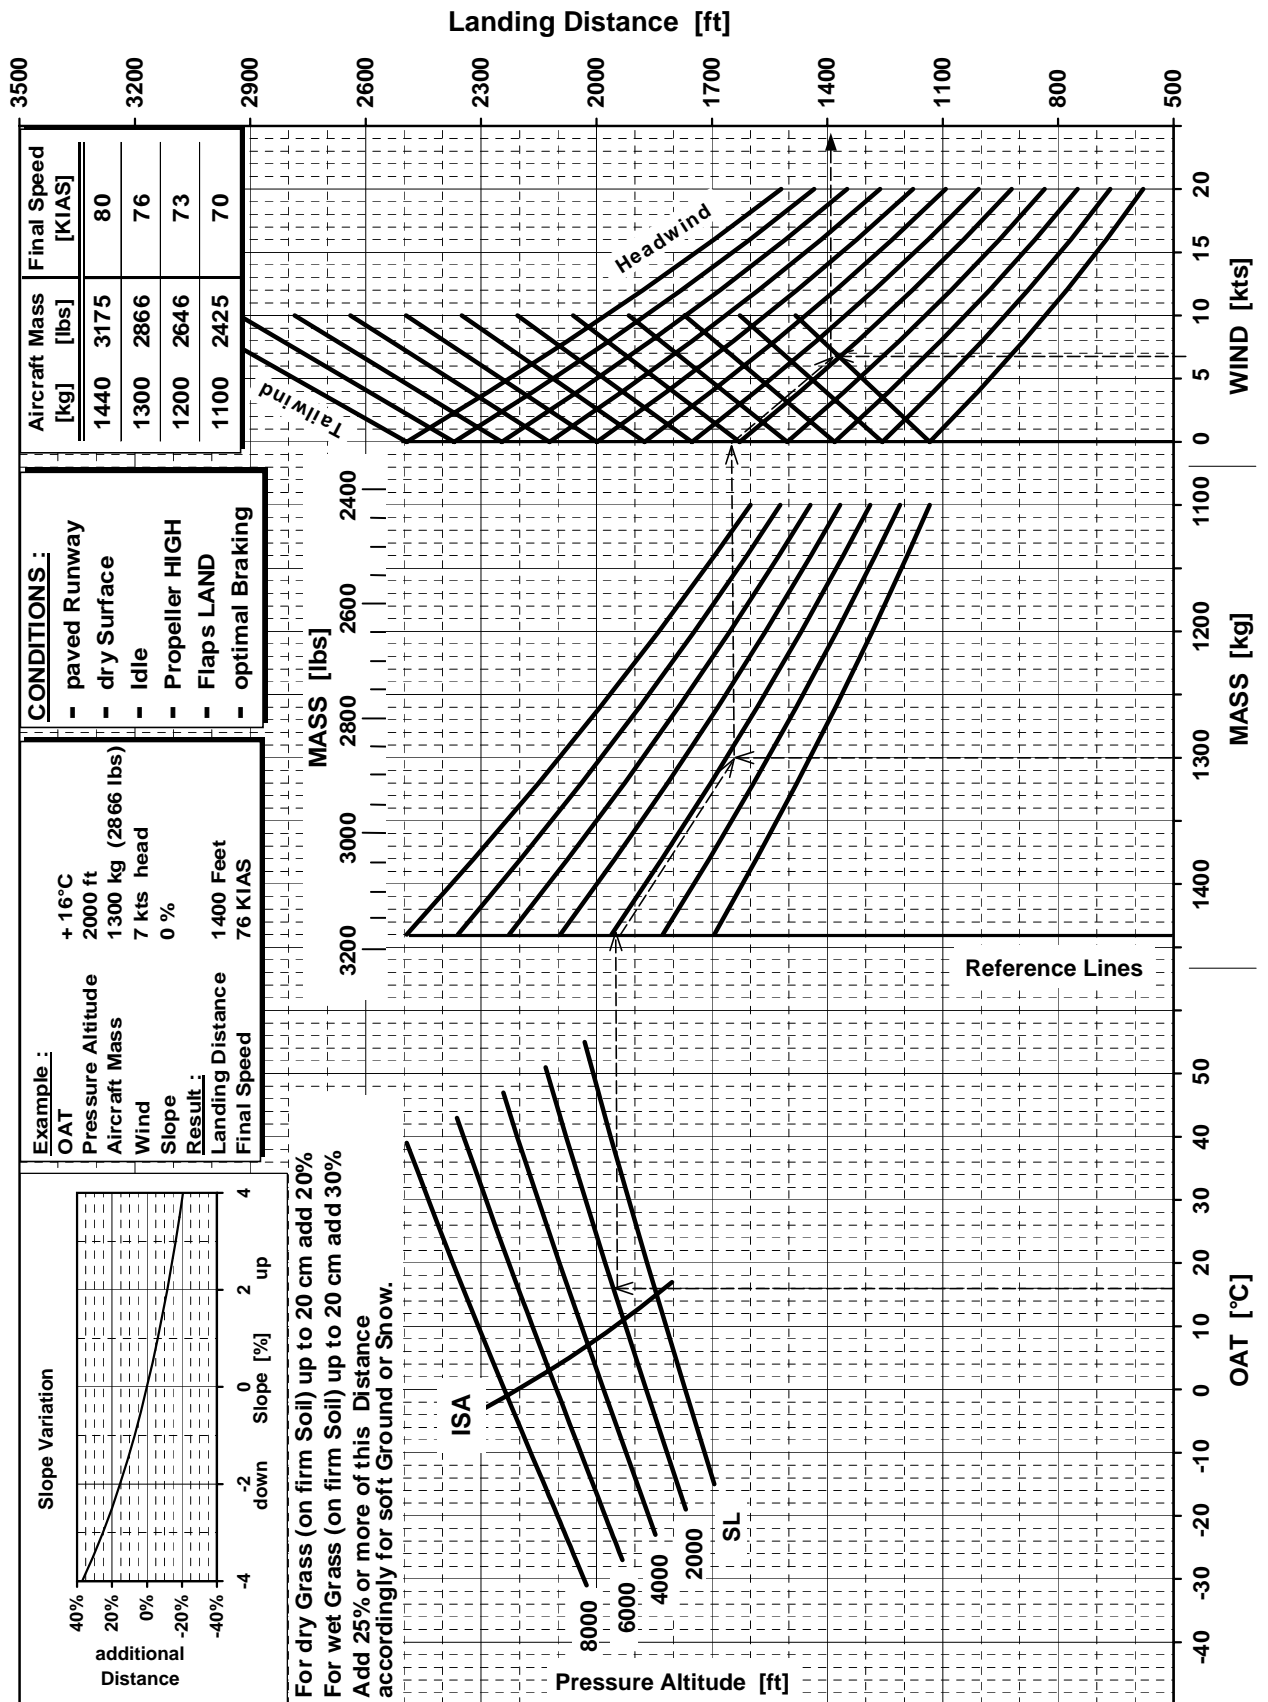 Landing Distance [ft]
3500
3200
2900
2600
2300
2000
1700
1400
1100
800
500
Aircraft Mass Final Speed
[kg] [lbs] [KIAS]
1440 3175 80
1300 2866 76
1200 2646 73
1100 2425 70
CONDITIONS :
- paved Runway
- dry Surface
- Idle
- Propeller HIGH
- Flaps LAND
- optimal Braking
Example :
OAT +16°C
Pressure Altitude 2000 ft
Aircraft Mass 1300 kg (2866 lbs)
Wind 7 kts head
Slope 0 %
Result :
Landing Distance 1400 Feet
Final Speed 76 KIAS
Slope Variation
40%
20%
0%
-20%
-40%
additional
Distance
-4 -2 0 2 4
down Slope [%] up
For dry Grass (on firm Soil) up to 20 cm add 20%
For wet Grass (on firm Soil) up to 20 cm add 30%
Add 25% or more of this Distance
accordingly for soft Ground or Snow.
ISA
8000
6000
4000
2000
SL
Pressure Altitude [ft]
-40 -30 -20 -10 0 10 20 30 40 50
OAT [°C]
Reference Lines
MASS [lbs]
3200 3000 2800 2600 2400
1400 1300 1200 1100
MASS [kg]
Tailwind
Headwind
0 5 10 15 20
WIND [kts]